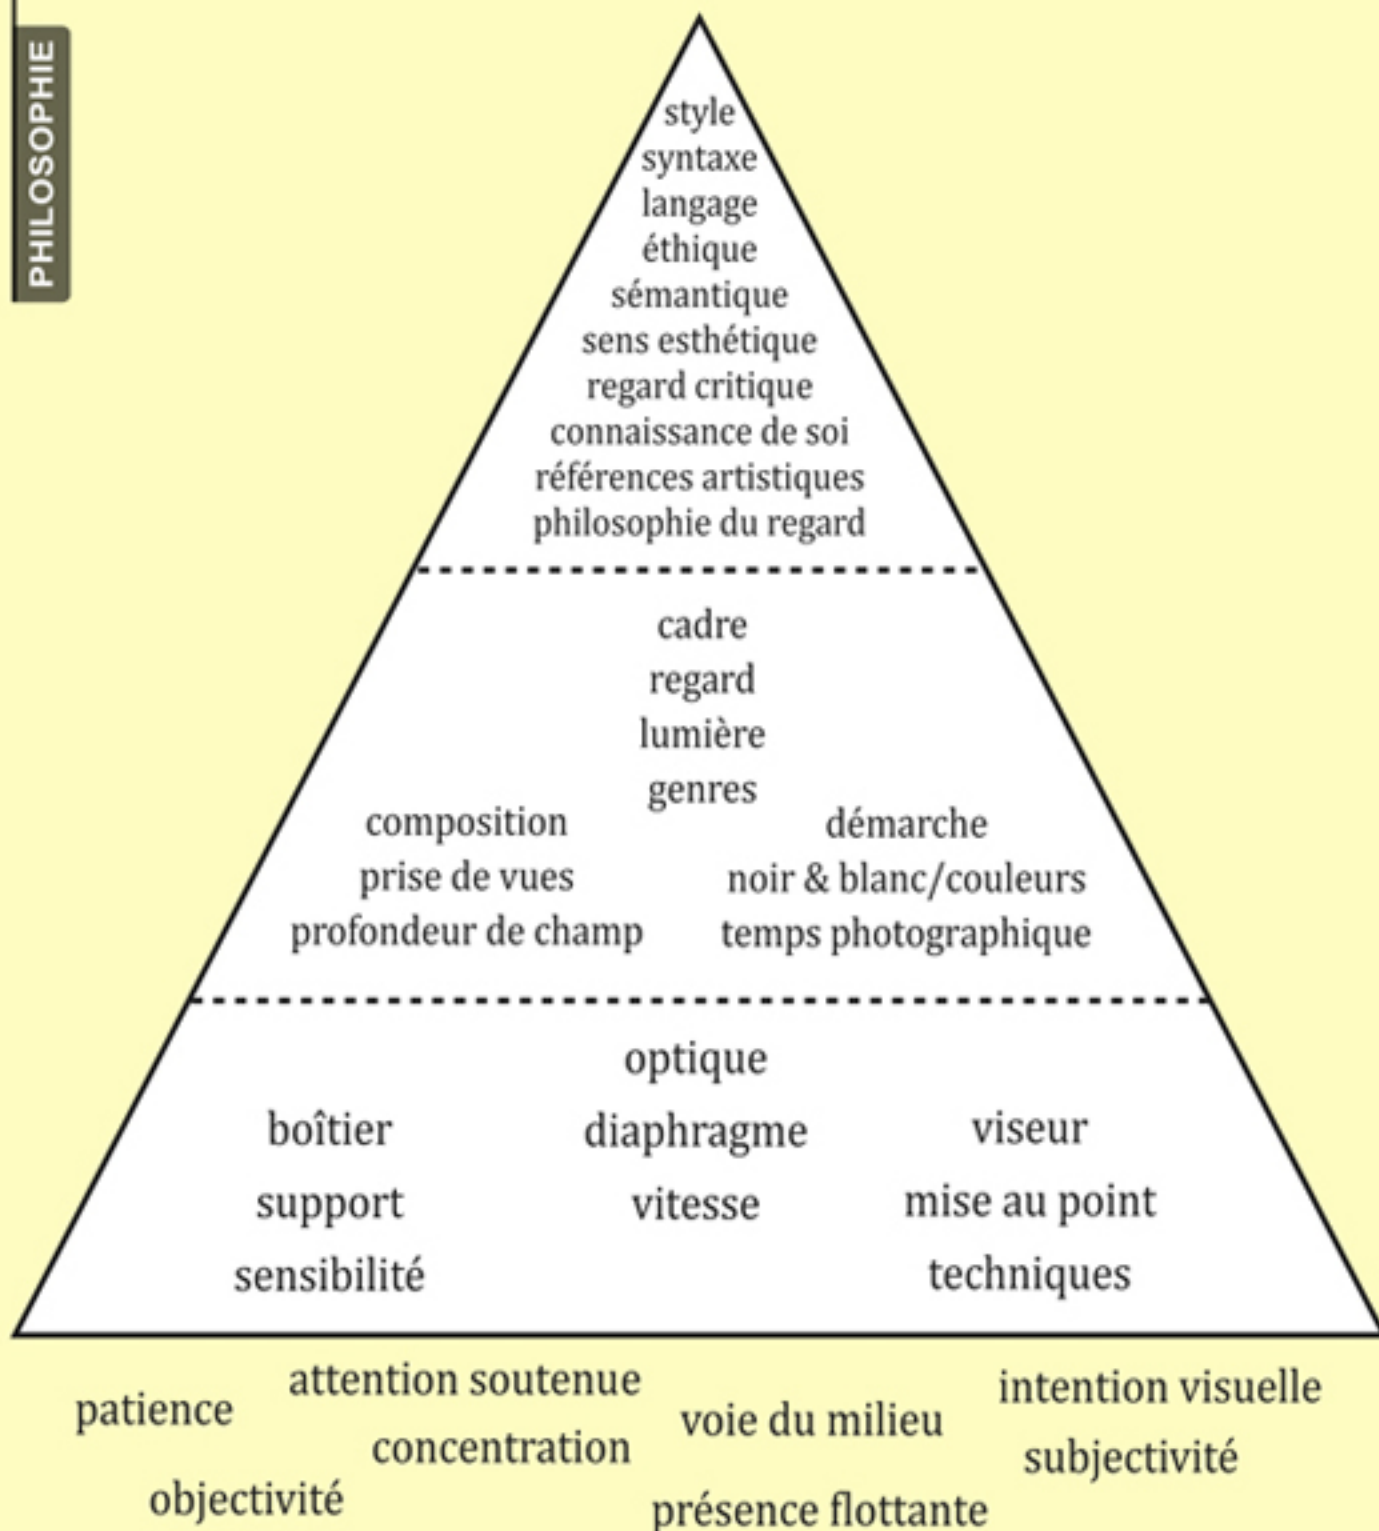 PHILOSOPHIE
style
syntaxe
langage
éthique
sémantique
sens esthétique
regard critique
connaissance de soi
références artistiques
philosophie du regard
cadre
regard
lumière
genres
composition
prise de vues
profondeur de champ
démarche
noir & blanc/couleurs
temps photographique
optique
diaphragme
vitesse
boîtier
support
sensibilité
viseur
mise au point
techniques
patience
attention soutenue
concentration
objectivité
voie du milieu
présence flottante
intention visuelle
subjectivité